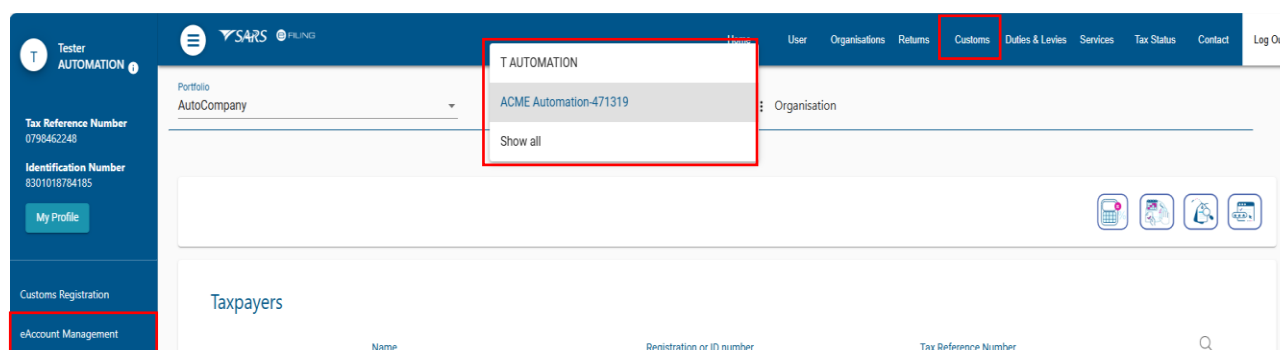 T
Tester
AUTOMATION
Tax Reference Number
0798462248
Identification Number
8301018784185
My Profile
Customs Registration
eAccount Management
SARS eFILING
Home
User
Organisations
Returns
Customs
Duties & Levies
Services
Tax Status
Contact
Log Ou
Portfolio
AutoCompany
T AUTOMATION
ACME Automation-471319
Show all
Organisation
Taxpayers
Name
Registration or ID number
Tax Reference Number